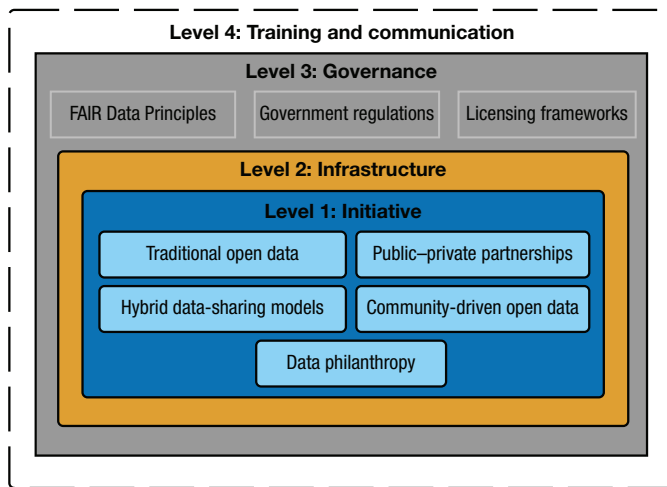 Level 4: Training and communication
Level 3: Governance
FAIR Data Principles
Government regulations
Licensing frameworks
Level 2: Infrastructure
Level 1: Initiative
Traditional open data
Public–private partnerships
Hybrid data-sharing models
Community-driven open data
Data philanthropy